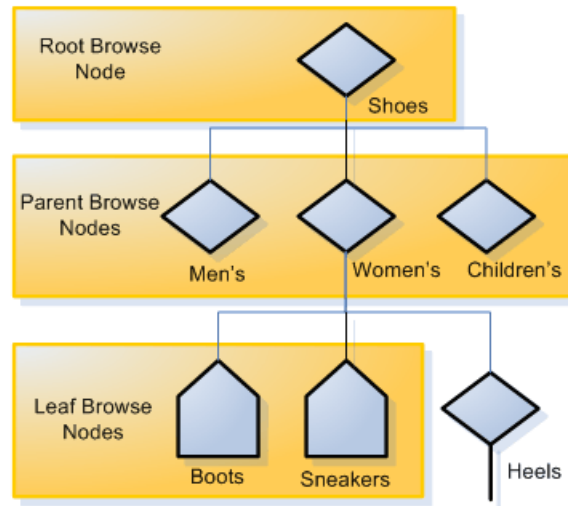 Root Browse
Node
Shoes
Parent Browse
Nodes
Men's
Women's
Children's
Leaf Browse
Nodes
Boots
Sneakers
Heels